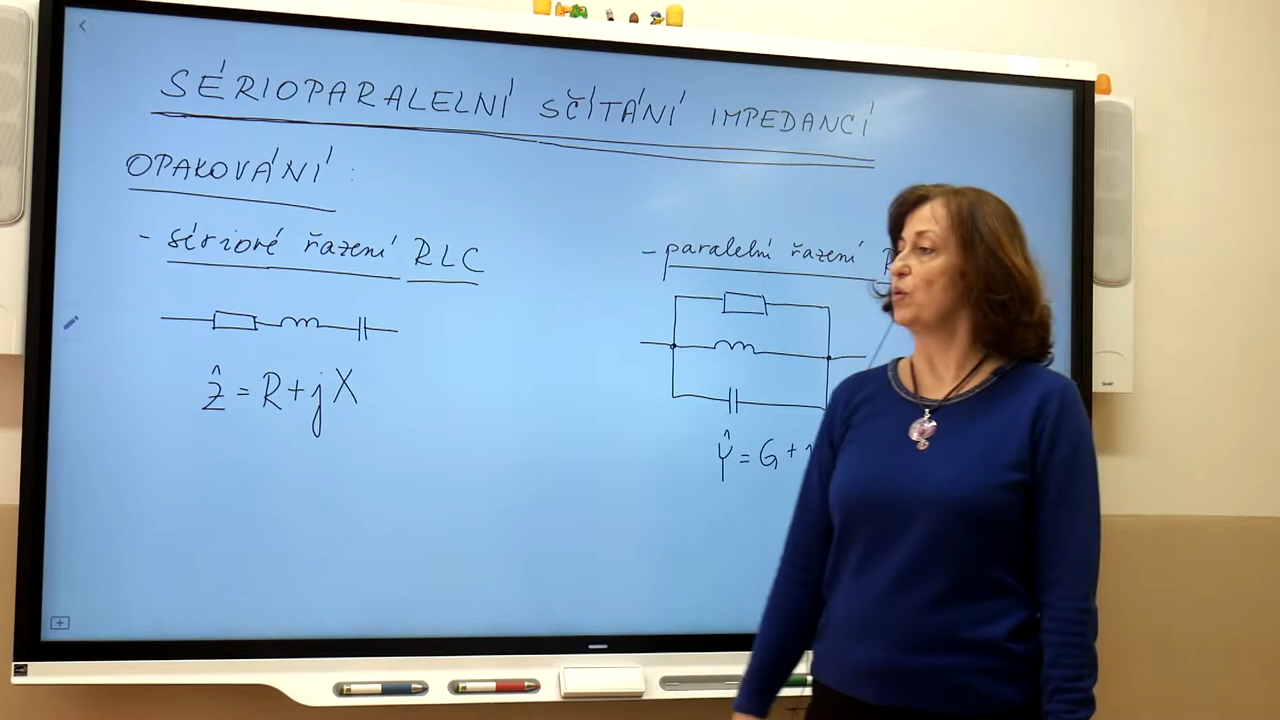 SÉRIOPARALELNÍ SČÍTÁNÍ IMPEDANCÍ
OPAKOVÁNÍ:
- sériové řazení RLC
- paralelní řazení
Ẑ = R + jX
Ŷ = G +